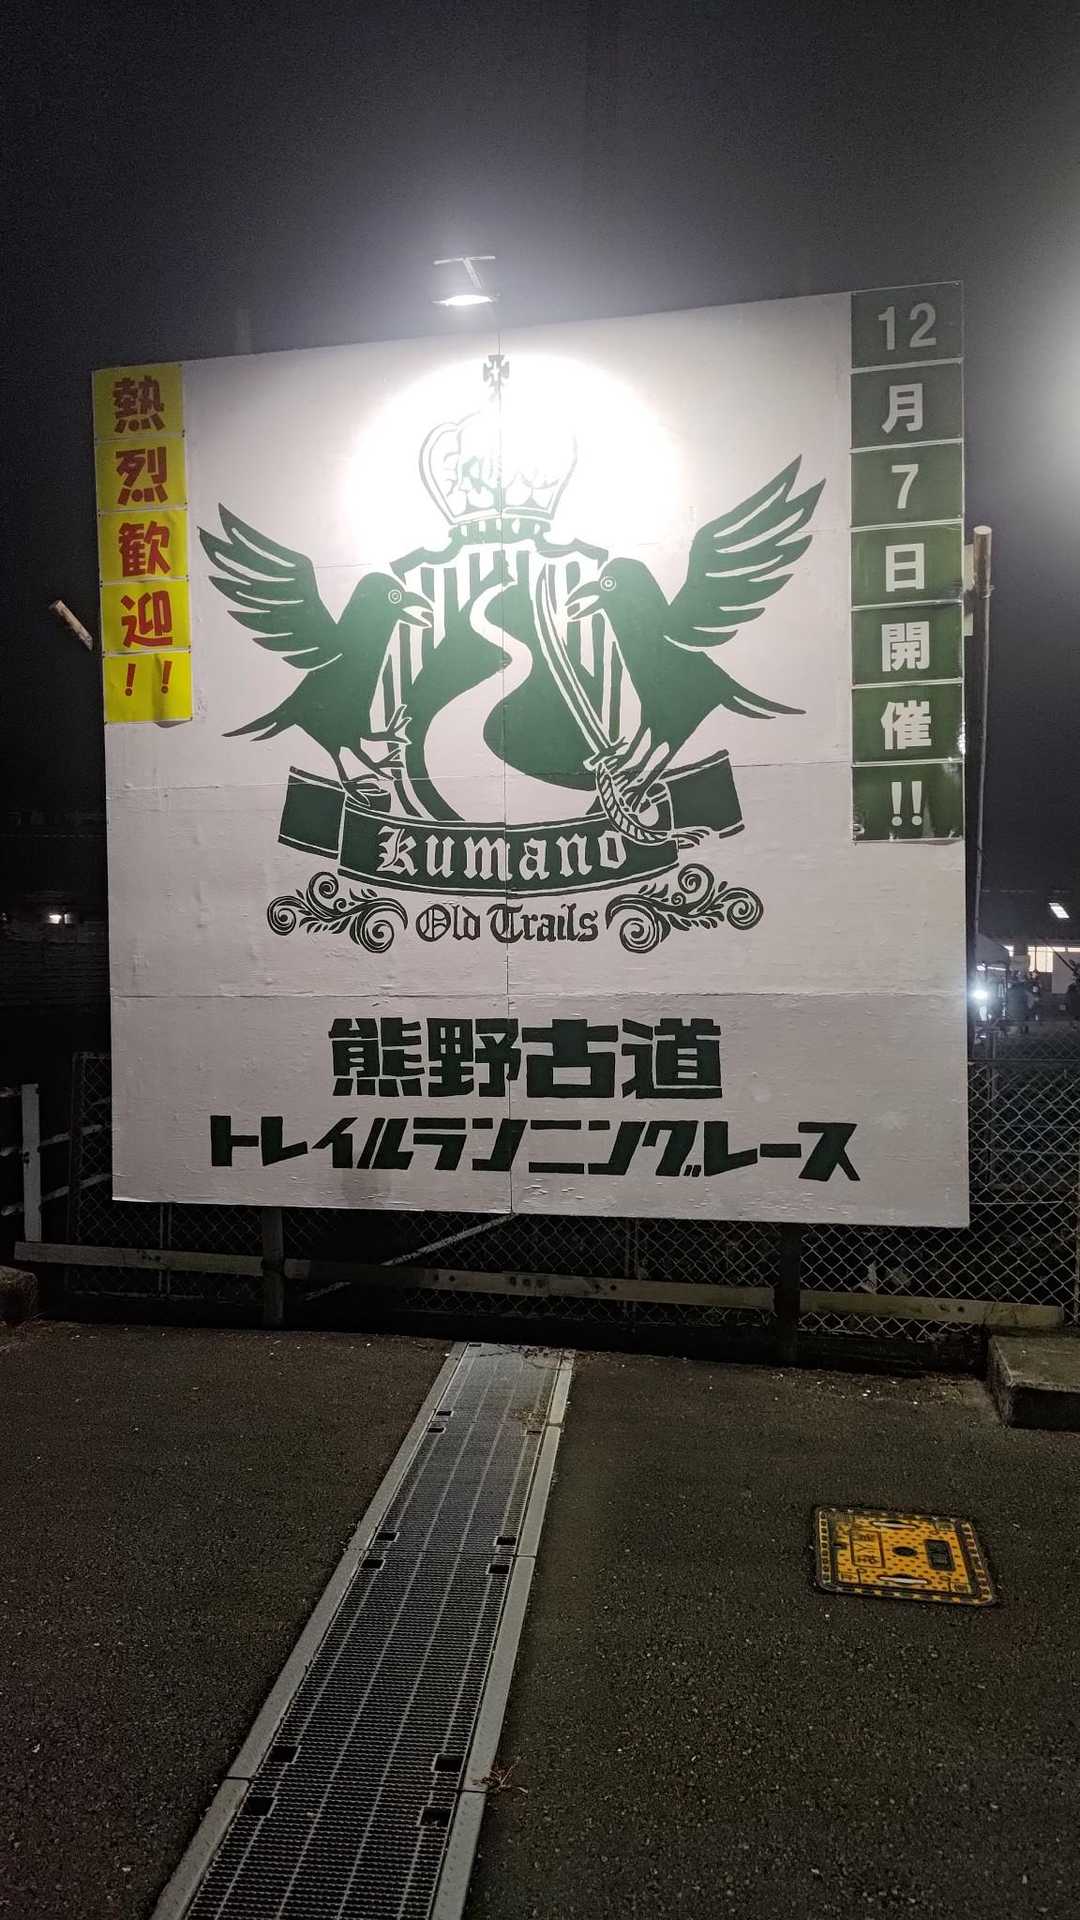 熱烈歓迎!!
12月7日開催!!
kumano
Old Trails
熊野古道
トレイルランニングレース